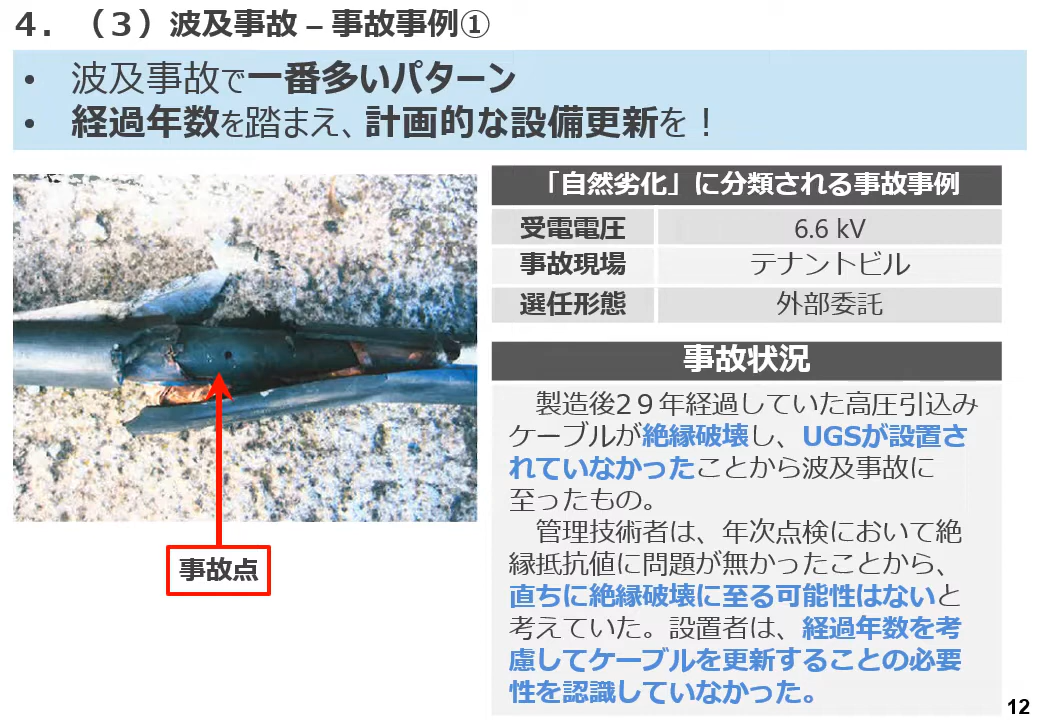 ４．（３）波及事故 – 事故事例①
• 波及事故で一番多いパターン
• 経過年数を踏まえ、計画的な設備更新を！
「自然劣化」に分類される事故事例
受電電圧 6.6 kV
事故現場 テナントビル
選任形態 外部委託
事故状況
　製造後2９年経過していた高圧引込み
ケーブルが絶縁破壊し、UGSが設置さ
れていなかったことから波及事故に
至ったもの。
　管理技術者は、年次点検において絶
縁抵抗値に問題が無かったことから、
直ちに絶縁破壊に至る可能性はないと
考えていた。設置者は、経過年数を考
慮してケーブルを更新することの必要
性を認識していなかった。
事故点
12